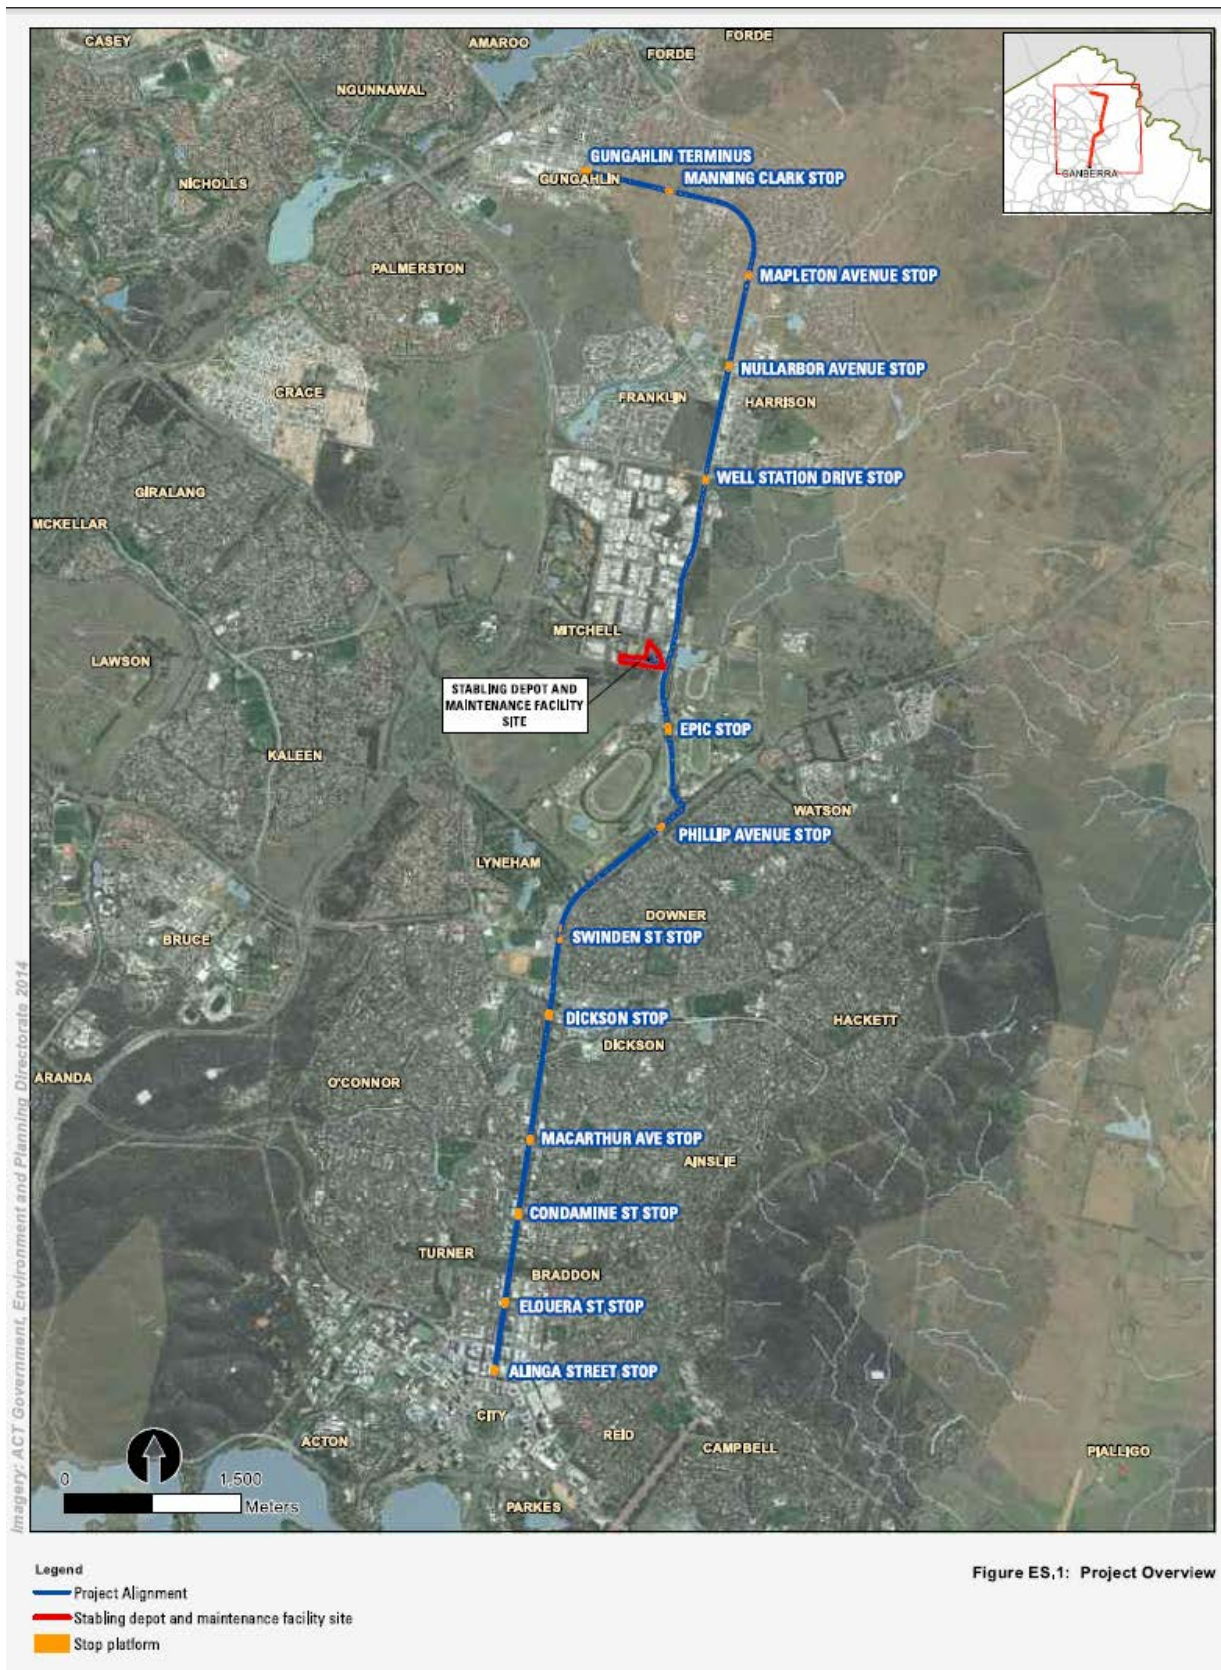 CASEY
AMAROO
FORDE
FORDE
NGUNNAWAL
GUNGAHLIN TERMINUS
GUNGAHLIN
MANNING CLARK STOP
CANBERRA
NICHOLLS
PALMERSTON
MAPLETON AVENUE STOP
NULLARBOR AVENUE STOP
CRACE
FRANKLIN
HARRISON
WELL STATION DRIVE STOP
GIRALANG
MCKELLAR
MITCHELL
LAWSON
STABLING DEPOT AND
MAINTENANCE FACILITY
SITE
EPIC STOP
KALEEN
WATSON
PHILLIP AVENUE STOP
LYNEHAM
DOWNER
SWINDEN ST STOP
BRUCE
DICKSON STOP
HACKETT
DICKSON
ARANDA
O'CONNOR
MACARTHUR AVE STOP
AINSLIE
CONDAMINE ST STOP
TURNER
BRADDON
ELOUERA ST STOP
ALINGA STREET STOP
CITY
REID
ACTON
CAMPBELL
PIALLIGO
0 1,500
Meters
PARKES
Imagery: ACT Government, Environment and Planning Directorate 2014
Legend
Project Alignment
Stabling depot and maintenance facility site
Stop platform
Figure ES,1: Project Overview